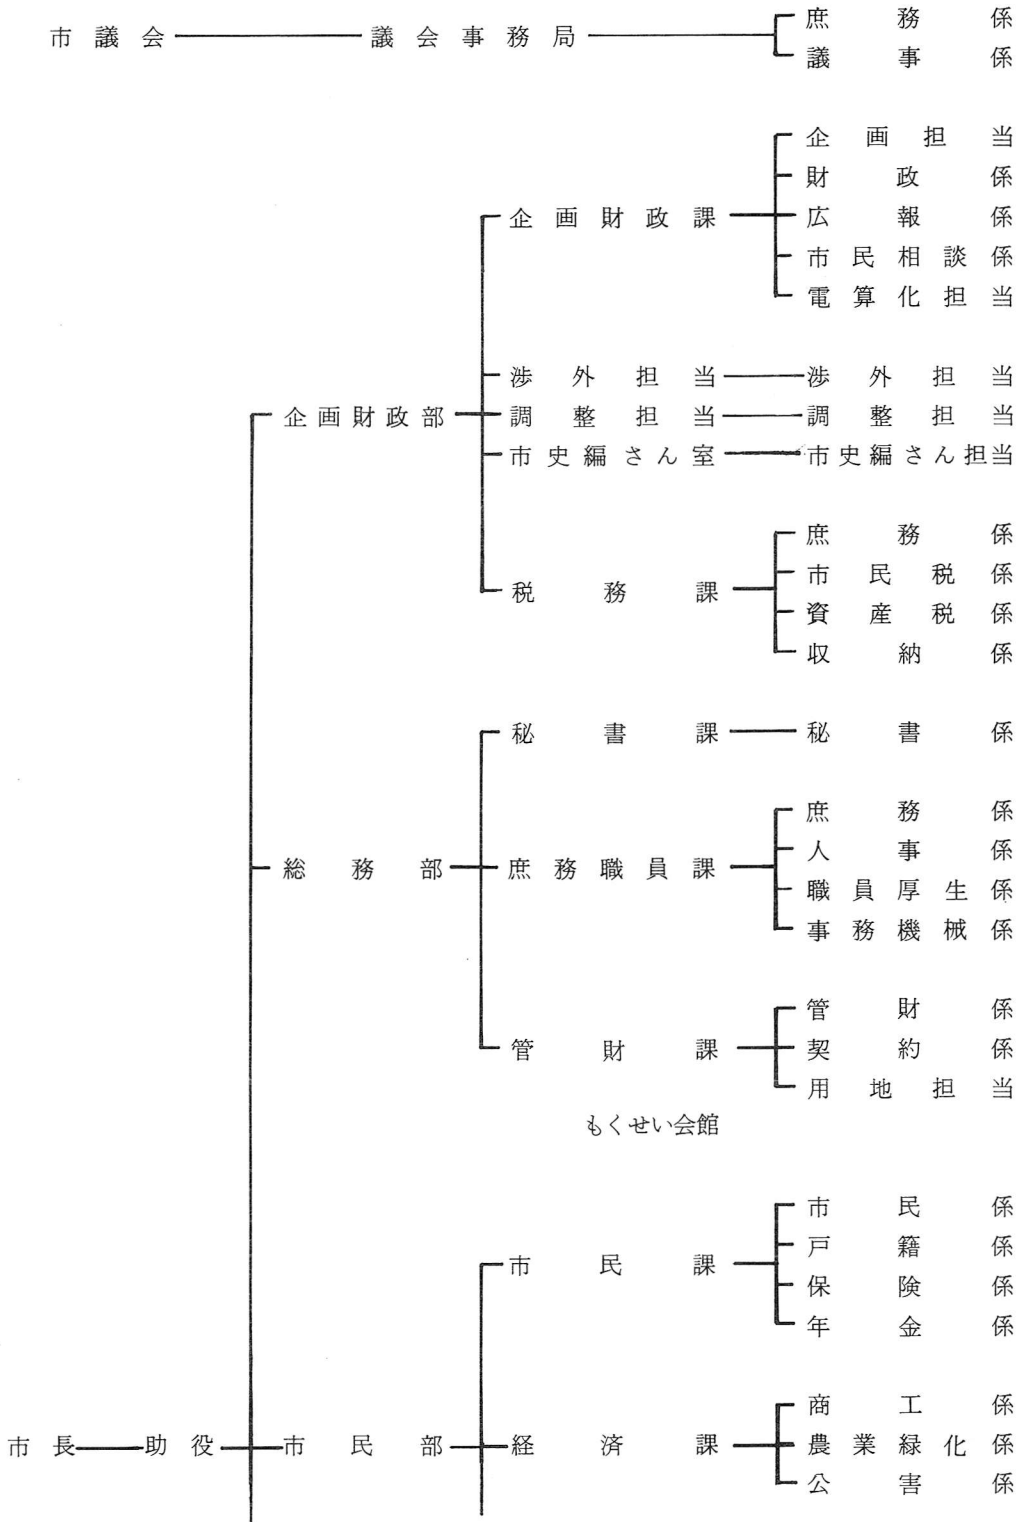 市議会 議会事務局 庶務係
議事係
企画担当
財政係
企画財政課 広報係
市民相談係
電算化担当
渉外担当 渉外担当
企画財政部 調整担当 調整担当
市史編さん室 市史編さん担当
庶務係
市民税係
税務課 資産税係
収納係
秘書課 秘書係
庶務係
総務部 庶務職員課 人事係
職員厚生係
事務機械係
管財係
管財課 契約係
用地担当
もくせい会館
市民係
市民課 戸籍係
保険係
年金係
商工係
市長 助役 市民部 経済課 農業緑化係
公害係